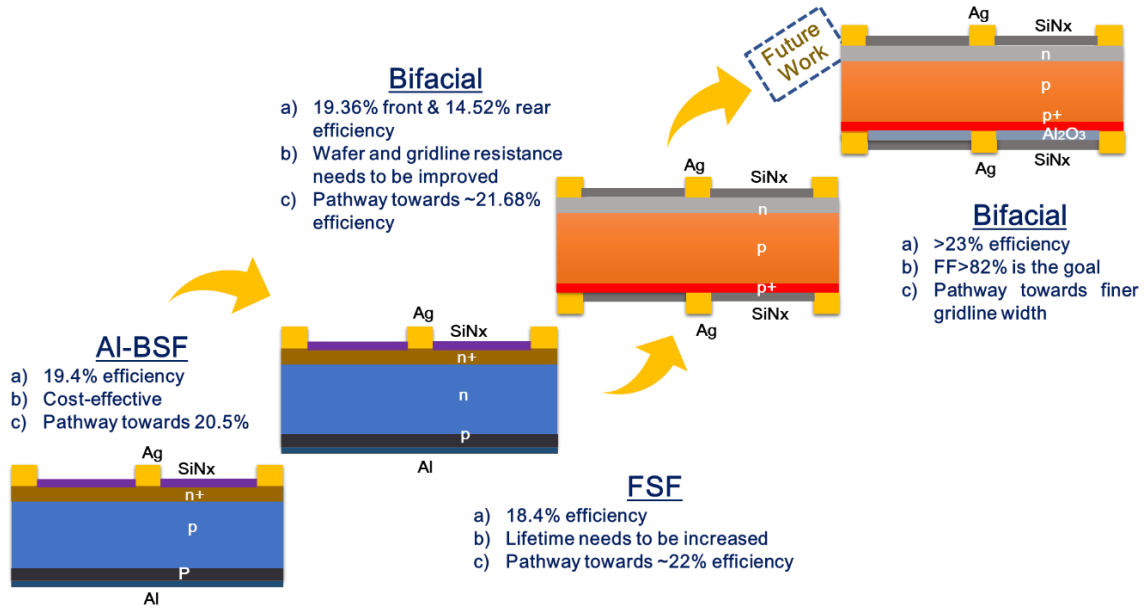 Al-BSF
a) 19.4% efficiency
b) Cost-effective
c) Pathway towards 20.5%
Ag
SiNx
n+
p
P
Al
Ag
SiNx
n+
n
p
Al
FSF
a) 18.4% efficiency
b) Lifetime needs to be increased
c) Pathway towards ~22% efficiency
Bifacial
a) 19.36% front & 14.52% rear
efficiency
b) Wafer and gridline resistance
needs to be improved
c) Pathway towards ~21.68%
efficiency
Ag
SiNx
n
p
p+
SiNx
Ag
Future
Work
Ag
SiNx
n
p
p+
Al₂O₃
SiNx
Ag
Bifacial
a) >23% efficiency
b) FF>82% is the goal
c) Pathway towards finer
gridline width